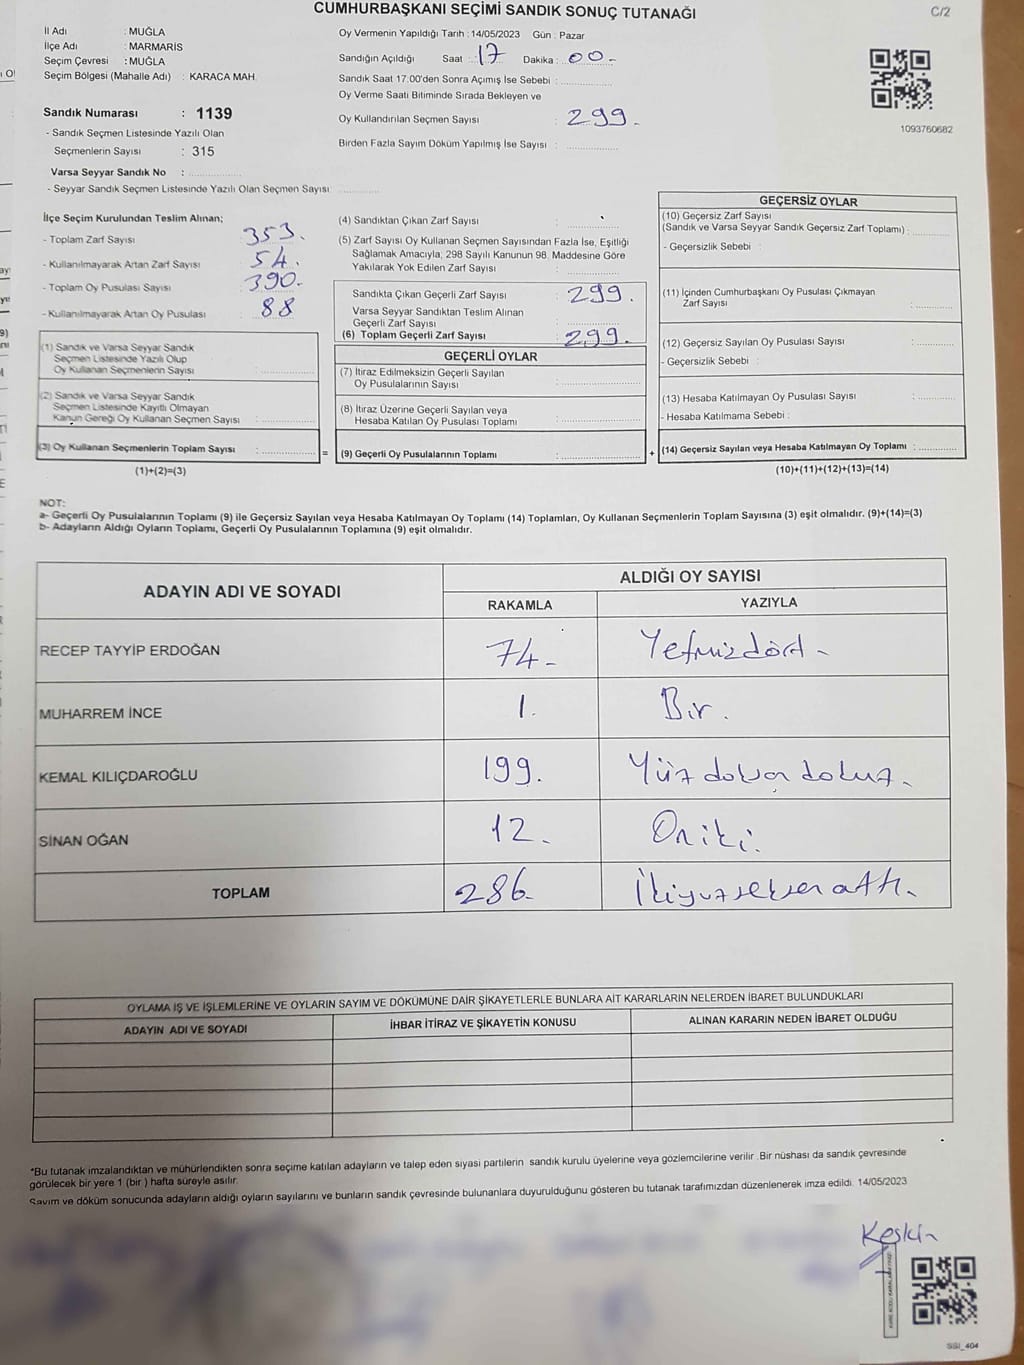 CUMHURBAŞKANI SEÇİMİ SANDIK SONUÇ TUTANAĞI
C/2
İl Adı : MUĞLA
İlçe Adı : MARMARİS
Seçim Çevresi : MUĞLA
Seçim Bölgesi (Mahalle Adı) : KARACA MAH.
Sandık Numarası : 1139
- Sandık Seçmen Listesinde Yazılı Olan
Seçmenlerin Sayısı : 315
Varsa Seyyar Sandık No :
- Seyyar Sandık Seçmen Listesinde Yazılı Olan Seçmen Sayısı:
Oy Vermenin Yapıldığı Tarih : 14/05/2023 Gün : Pazar
Sandığın Açıldığı Saat : 17 Dakika : 00-
Sandık Saat 17.00'den Sonra Açımış İse Sebebi :
Oy Verme Saati Bitiminde Sırada Bekleyen ve
Oy Kullandırılan Seçmen Sayısı : 299.
Birden Fazla Sayım Döküm Yapılmış İse Sayısı :
1093760682
İlçe Seçim Kurulundan Teslim Alınan;
- Toplam Zarf Sayısı : 353.
- Kullanılmayarak Artan Zarf Sayısı : 54.
- Toplam Oy Pusulası Sayısı : 390-
- Kullanılmayarak Artan Oy Pusulası : 88
(1) Sandık ve Varsa Seyyar Sandık
Seçmen Listesinde Yazılı Olup
Oy Kullanan Seçmenlerin Sayısı :
(2) Sandık ve Varsa Seyyar Sandık
Seçmen Listesinde Kayıtlı Olmayan
Kanun Gereği Oy Kullanan Seçmen Sayısı :
(3) Oy Kullanan Seçmenlerin Toplam Sayısı :
(1)+(2)=(3)
=
(4) Sandıktan Çıkan Zarf Sayısı :
(5) Zarf Sayısı Oy Kullanan Seçmen Sayısından Fazla İse, Eşitliği
Sağlamak Amacıyla; 298 Sayılı Kanunun 98. Maddesine Göre
Yakılarak Yok Edilen Zarf Sayısı :
Sandıkta Çıkan Geçerli Zarf Sayısı : 299.
Varsa Seyyar Sandıktan Teslim Alınan
Geçerli Zarf Sayısı :
(6) Toplam Geçerli Zarf Sayısı : 299.
GEÇERLİ OYLAR
(7) İtiraz Edilmeksizin Geçerli Sayılan
Oy Pusulalarının Sayısı :
(8) İtiraz Üzerine Geçerli Sayılan veya
Hesaba Katılan Oy Pusulası Toplamı :
(9) Geçerli Oy Pusulalarının Toplamı :
+
GEÇERSİZ OYLAR
(10) Geçersiz Zarf Sayısı
(Sandık ve Varsa Seyyar Sandık Geçersiz Zarf Toplamı) :
- Geçersizlik Sebebi :
(11) İçinden Cumhurbaşkanı Oy Pusulası Çıkmayan
Zarf Sayısı :
(12) Geçersiz Sayılan Oy Pusulası Sayısı :
- Geçersizlik Sebebi :
(13) Hesaba Katılmayan Oy Pusulası Sayısı :
- Hesaba Katılmama Sebebi :
(14) Geçersiz Sayılan veya Hesaba Katılmayan Oy Toplamı :
(10)+(11)+(12)+(13)=(14)
NOT:
a- Geçerli Oy Pusulalarının Toplamı (9) ile Geçersiz Sayılan veya Hesaba Katılmayan Oy Toplamı (14) Toplamları, Oy Kullanan Seçmenlerin Toplam Sayısına (3) eşit olmalıdır. (9)+(14)=(3)
b- Adayların Aldığı Oyların Toplamı, Geçerli Oy Pusulalarının Toplamına (9) eşit olmalıdır.
ADAYIN ADI VE SOYADI ALDIĞI OY SAYISI
RAKAMLA YAZIYLA
RECEP TAYYİP ERDOĞAN 74- Yetmişdört-
MUHARREM İNCE 1. Bir.
KEMAL KILIÇDAROĞLU 199. Yüz doksan dokuz.
SİNAN OĞAN 12. Oniki.
TOPLAM 286. İkiyuzseksenaltı.
OYLAMA İŞ VE İŞLEMLERİNE VE OYLARIN SAYIM VE DÖKÜMÜNE DAİR ŞİKAYETLERLE BUNLARA AİT KARARLARIN NELERDEN İBARET BULUNDUKLARI
ADAYIN ADI VE SOYADI İHBAR İTİRAZ VE ŞİKAYETİN KONUSU ALINAN KARARIN NEDEN İBARET OLDUĞU
*Bu tutanak imzalandıktan ve mühürlendikten sonra seçime katılan adayların ve talep eden siyasi partilerin sandık kurulu üyelerine veya gözlemcilerine verilir. Bir nüshası da sandık çevresinde
görülecek bir yere 1 (bir) hafta süreyle asılır.
Sayım ve döküm sonucunda adayların aldığı oyların sayılarını ve bunların sandık çevresinde bulunanlara duyurulduğunu gösteren bu tutanak tarafımızdan düzenlenerek imza edildi. 14/05/2023
Keskin
SSI_404